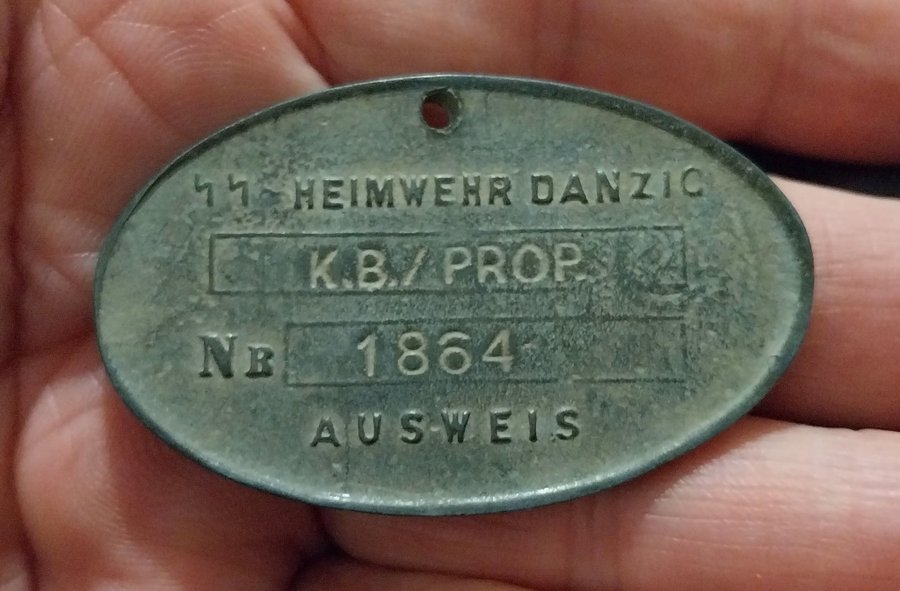 ᛋᛋ HEIMWEHR DANZIG
K.B./ PROP.
NR 1864
AUSWEIS